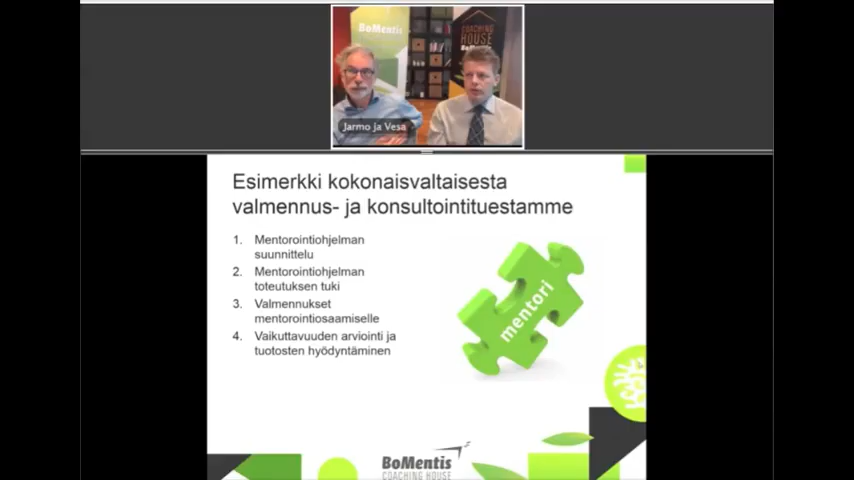 BoMentis
COACHING
HOUSE
BoMentis
Jarmo ja Vesa
Esimerkki kokonaisvaltaisesta
valmennus- ja konsultointituestamme
1. Mentorointiohjelman
suunnittelu
2. Mentorointiohjelman
toteutuksen tuki
3. Valmennukset
mentorointiosaamiselle
4. Vaikuttavuuden arviointi ja
tuotosten hyödyntäminen
mentori
BoMentis
COACHING HOUSE